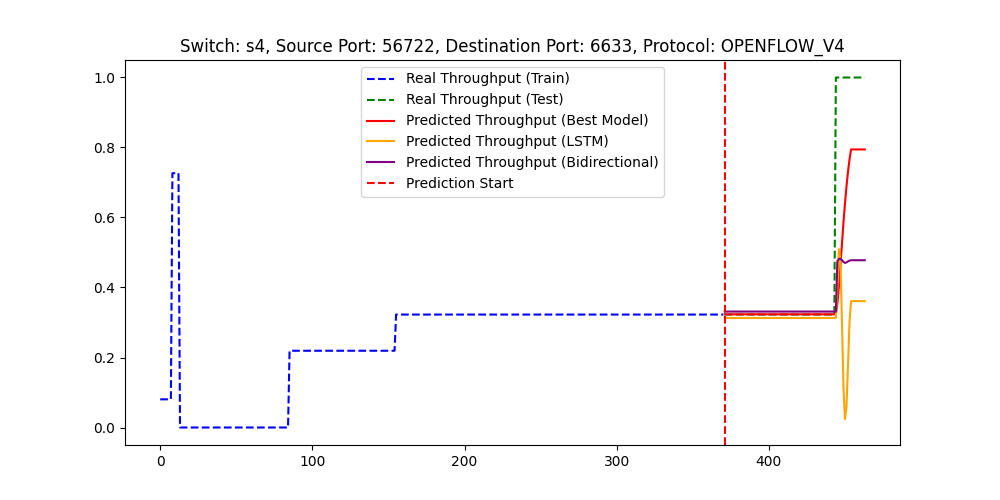 Switch: s4, Source Port: 56722, Destination Port: 6633, Protocol: OPENFLOW_V4
Real Throughput (Train)
Real Throughput (Test)
Predicted Throughput (Best Model)
Predicted Throughput (LSTM)
Predicted Throughput (Bidirectional)
Prediction Start
1.0
0.8
0.6
0.4
0.2
0.0
0
100
200
300
400